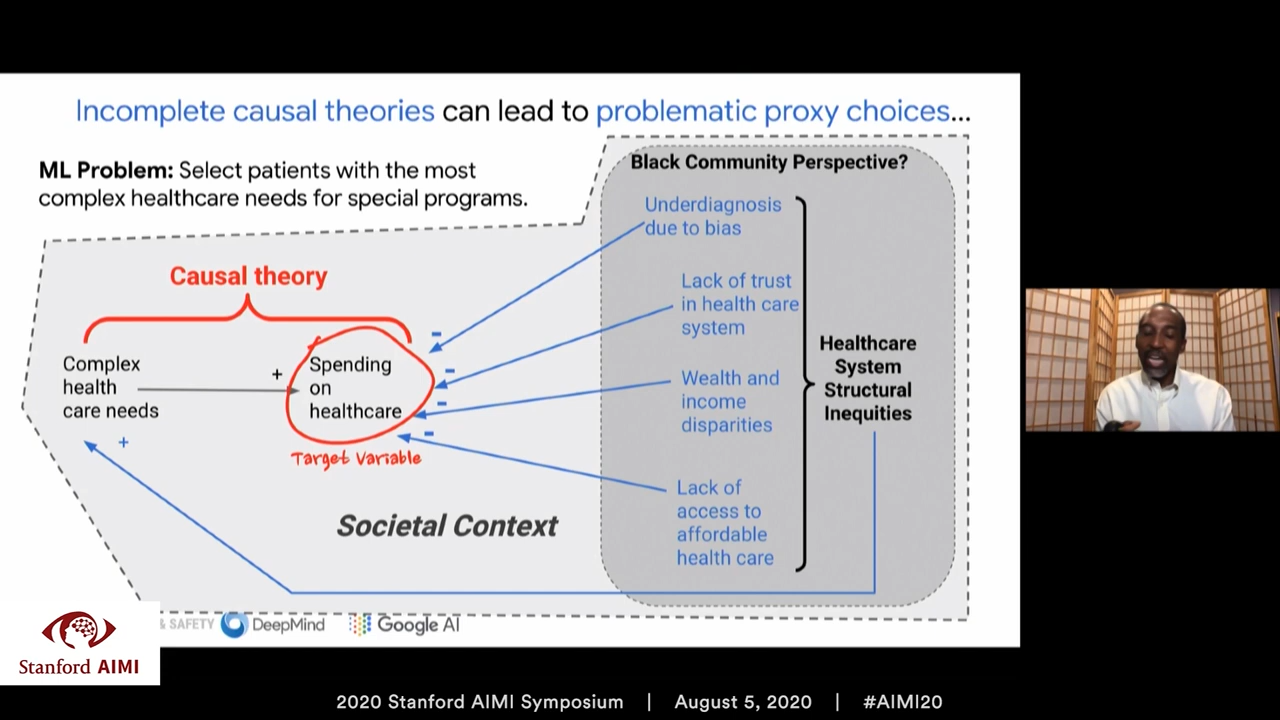 Incomplete causal theories can lead to problematic proxy choices...
ML Problem: Select patients with the most
complex healthcare needs for special programs.
Black Community Perspective?
Underdiagnosis
due to bias
Lack of trust
in health care
system
Wealth and
income
disparities
Lack of
access to
affordable
health care
Healthcare
System
Structural
Inequities
Causal theory
Complex
health
care needs
+
Spending
on
healthcare
-
-
-
-
+
Target Variable
Societal Context
& SAFETY
DeepMind
Google AI
Stanford AIMI
2020 Stanford AIMI Symposium | August 5, 2020 | #AIMI20